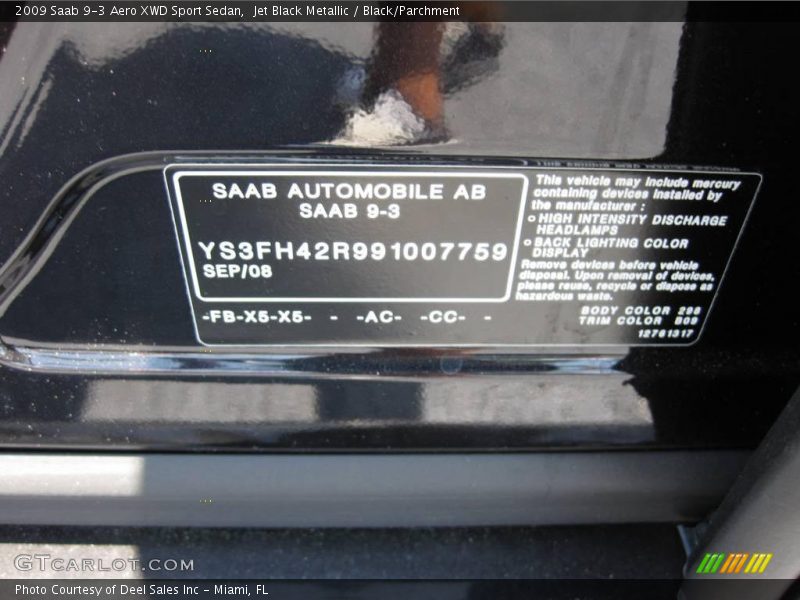 2009 Saab 9-3 Aero XWD Sport Sedan,  Jet Black Metallic / Black/Parchment
SAAB AUTOMOBILE AB
SAAB 9-3
YS3FH42R991007759
SEP/08
-FB-X5-X5- - -AC- -CC- -
This vehicle may include mercury
containing devices installed by
the manufacturer :
o HIGH INTENSITY DISCHARGE
HEADLAMPS
o BACK LIGHTING COLOR
DISPLAY
Remove devices before vehicle
disposal. Upon removal of devices,
please reuse, recycle or dispose as
hazardous waste.
BODY COLOR 298
TRIM COLOR B09
12761317
GTCARLOT.COM
Photo Courtesy of Deel Sales Inc - Miami, FL